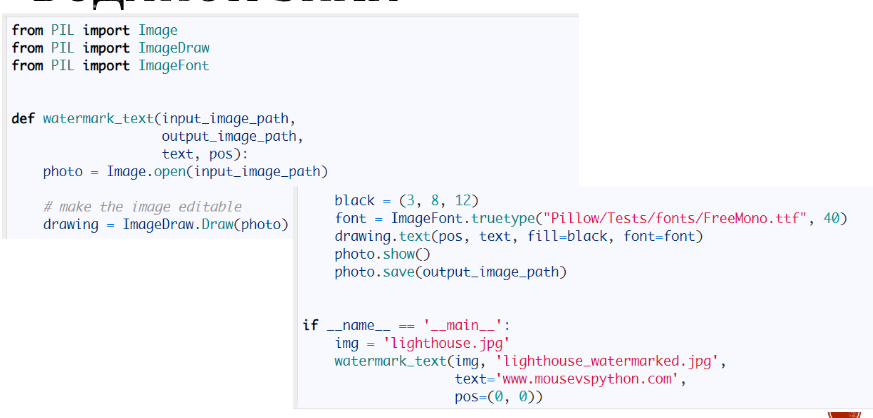 from PIL import Image
from PIL import ImageDraw
from PIL import ImageFont
def watermark_text(input_image_path,
output_image_path,
text, pos):
photo = Image.open(input_image_path)
# make the image editable
drawing = ImageDraw.Draw(photo)
black = (3, 8, 12)
font = ImageFont.truetype("Pillow/Tests/fonts/FreeMono.ttf", 40)
drawing.text(pos, text, fill=black, font=font)
photo.show()
photo.save(output_image_path)
if __name__ == '__main__':
img = 'lighthouse.jpg'
watermark_text(img, 'lighthouse_watermarked.jpg',
text='www.mousevspython.com',
pos=(0, 0))